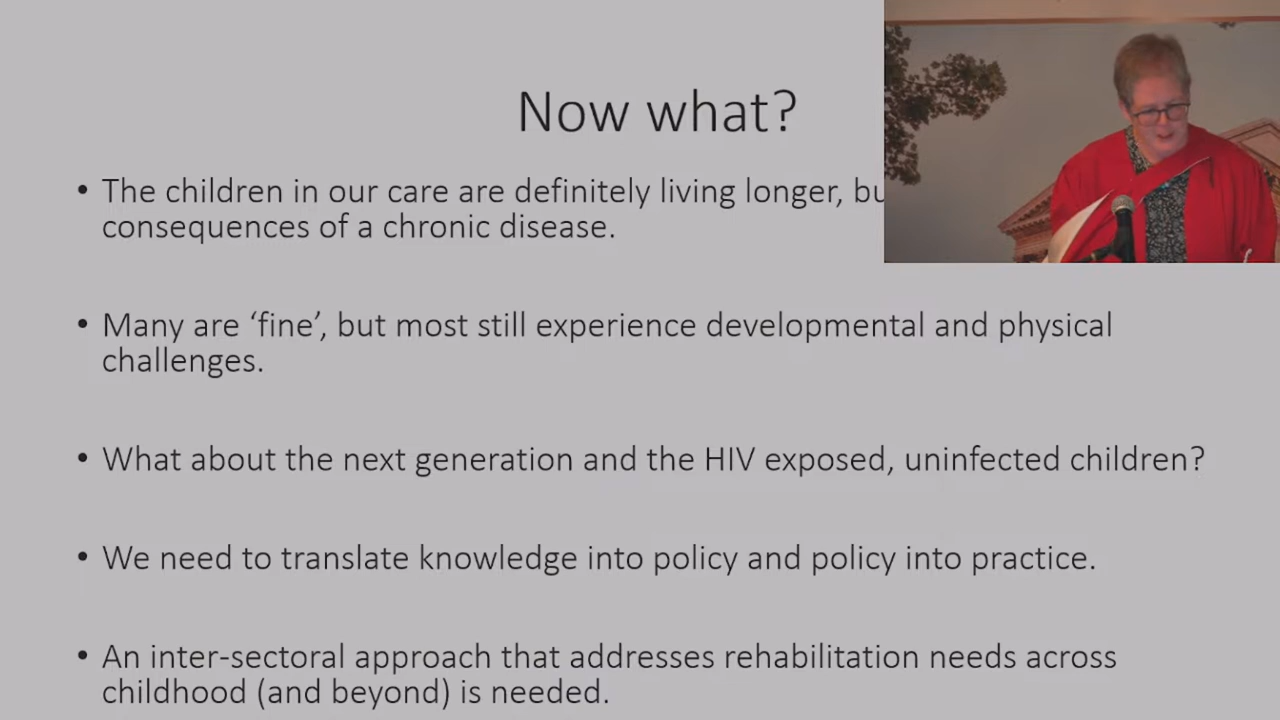 Now what?
• The children in our care are definitely living longer,
consequences of a chronic disease.
• Many are ‘fine’, but most still experience developmental and physical
challenges.
• What about the next generation and the HIV exposed, uninfected children?
• We need to translate knowledge into policy and policy into practice.
• An inter-sectoral approach that addresses rehabilitation needs across
childhood (and beyond) is needed.